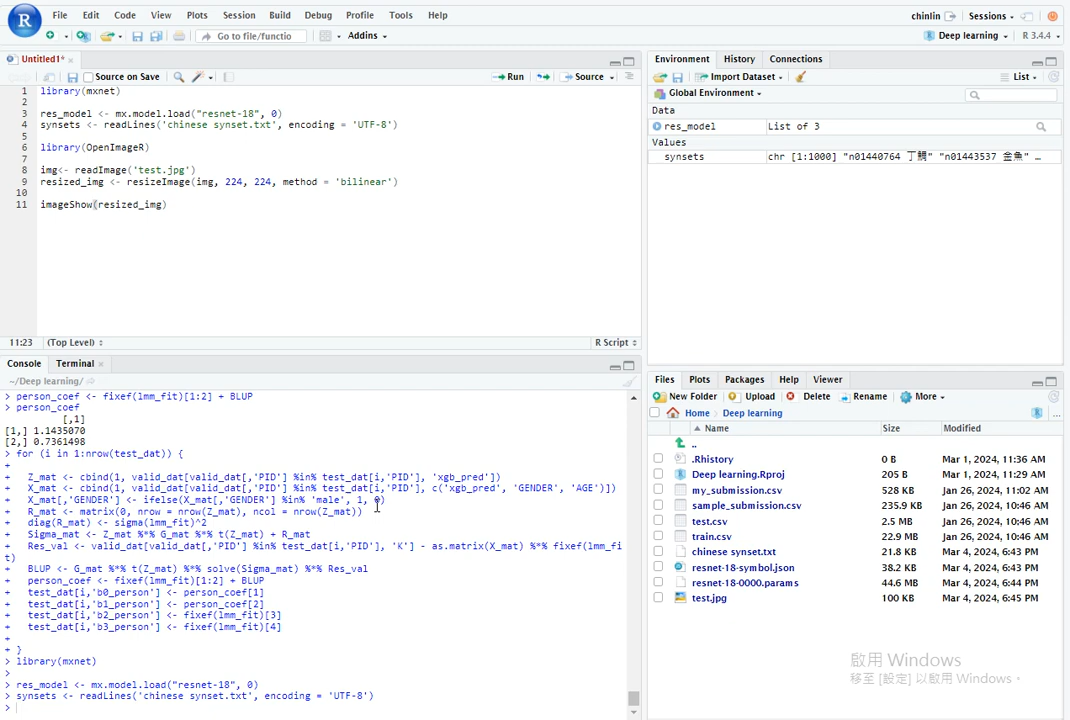 R
File Edit Code View Plots Session Build Debug Profile Tools Help
chinlin Sessions
Go to file/functio Addins
Deep learning R 3.4.4
Untitled1*
Source on Save Run Source
1 library(mxnet)
2
3 res_model <- mx.model.load("resnet-18", 0)
4 synsets <- readLines('chinese synset.txt', encoding = 'UTF-8')
5
6 library(OpenImageR)
7
8 img<- readImage('test.jpg')
9 resized_img <- resizeImage(img, 224, 224, method = 'bilinear')
10
11 imageShow(resized_img)
11:23 (Top Level) R Script
Console Terminal
~/Deep learning/
> person_coef <- fixef(lmm_fit)[1:2] + BLUP
> person_coef
[,1]
[1,] 1.1435070
[2,] 0.7361498
> for (i in 1:nrow(test_dat)) {
+
+ Z_mat <- cbind(1, valid_dat[valid_dat[,'PID'] %in% test_dat[i,'PID'], 'xgb_pred'])
+ X_mat <- cbind(1, valid_dat[valid_dat[,'PID'] %in% test_dat[i,'PID'], c('xgb_pred', 'GENDER', 'AGE')])
+ X_mat[,'GENDER'] <- ifelse(X_mat[,'GENDER'] %in% 'male', 1, 0)
+ R_mat <- matrix(0, nrow = nrow(Z_mat), ncol = nrow(Z_mat))
+ diag(R_mat) <- sigma(lmm_fit)^2
+ Sigma_mat <- Z_mat %*% G_mat %*% t(Z_mat) + R_mat
+ Res_val <- valid_dat[valid_dat[,'PID'] %in% test_dat[i,'PID'], 'K'] - as.matrix(X_mat) %*% fixef(lmm_fi
t)
+ BLUP <- G_mat %*% t(Z_mat) %*% solve(Sigma_mat) %*% Res_val
+ person_coef <- fixef(lmm_fit)[1:2] + BLUP
+ test_dat[i,'b0_person'] <- person_coef[1]
+ test_dat[i,'b1_person'] <- person_coef[2]
+ test_dat[i,'b2_person'] <- fixef(lmm_fit)[3]
+ test_dat[i,'b3_person'] <- fixef(lmm_fit)[4]
+
+ }
> library(mxnet)
>
> res_model <- mx.model.load("resnet-18", 0)
> synsets <- readLines('chinese synset.txt', encoding = 'UTF-8')
>
Environment History Connections
Import Dataset List
Global Environment
Data
res_model List of 3
Values
synsets chr [1:1000] "n01440764 丁鯛" "n01443537 金魚" …
Files Plots Packages Help Viewer
New Folder Upload Delete Rename More
Home Deep learning
Name Size Modified
..
.Rhistory 0 B Mar 1, 2024, 11:36 AM
Deep learning.Rproj 205 B Mar 1, 2024, 11:29 AM
my_submission.csv 528 KB Jan 26, 2024, 11:02 AM
sample_submission.csv 235.9 KB Jan 26, 2024, 10:46 AM
test.csv 2.5 MB Jan 26, 2024, 10:46 AM
train.csv 22.9 MB Jan 26, 2024, 10:46 AM
chinese synset.txt 21.8 KB Mar 4, 2024, 6:43 PM
resnet-18-symbol.json 38.2 KB Mar 4, 2024, 6:43 PM
resnet-18-0000.params 44.6 MB Mar 4, 2024, 6:44 PM
test.jpg 100 KB Mar 4, 2024, 6:45 PM
啟用 Windows
移至 [設定] 以啟用 Windows。